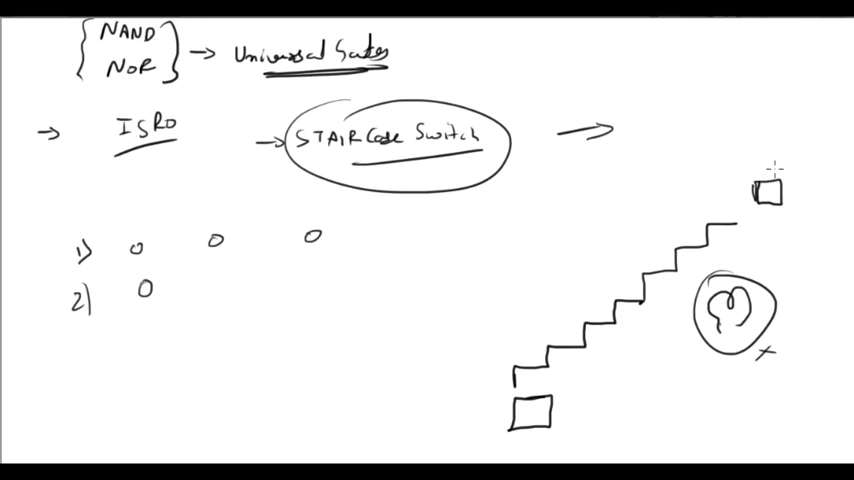 NAND
NOR → Universal Gates
→ ISRO → STAIRCase Switch →
1) 0 0 0
2) 0